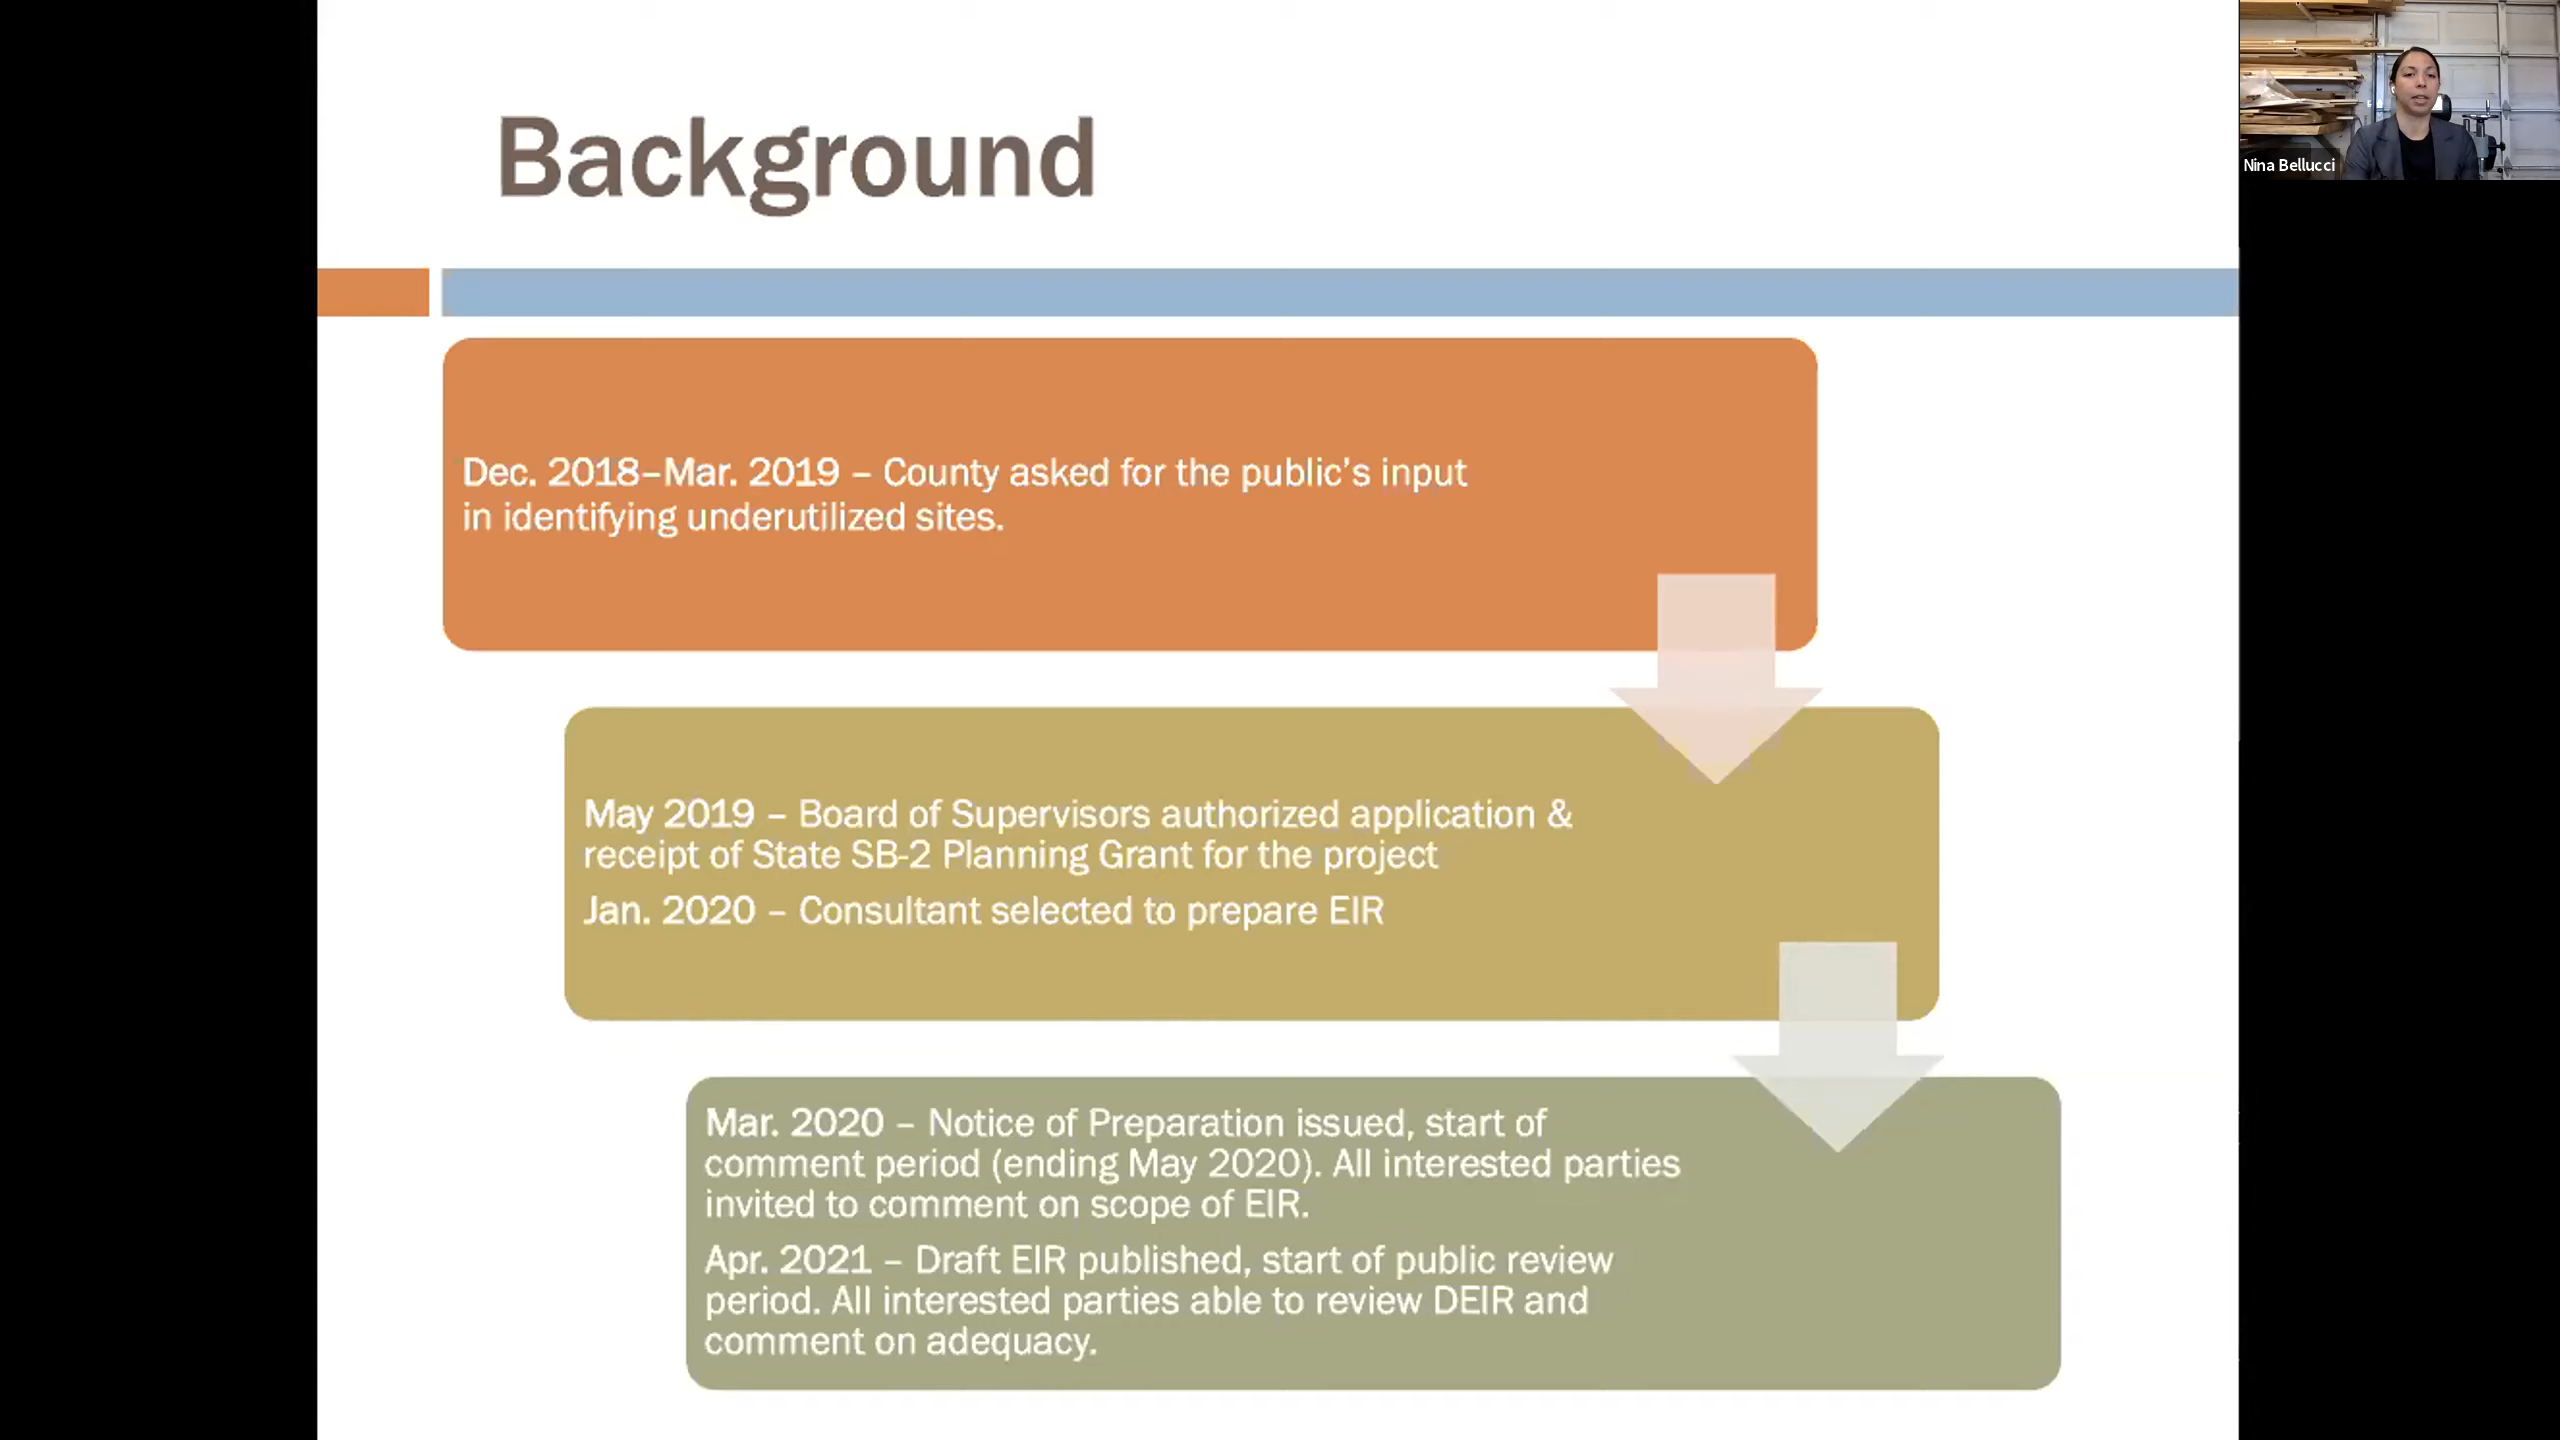 Background
Nina Bellucci
Dec. 2018–Mar. 2019 – County asked for the public's input
in identifying underutilized sites.
May 2019 – Board of Supervisors authorized application &
receipt of State SB-2 Planning Grant for the project
Jan. 2020 – Consultant selected to prepare EIR
Mar. 2020 – Notice of Preparation issued, start of
comment period (ending May 2020). All interested parties
invited to comment on scope of EIR.
Apr. 2021 – Draft EIR published, start of public review
period. All interested parties able to review DEIR and
comment on adequacy.